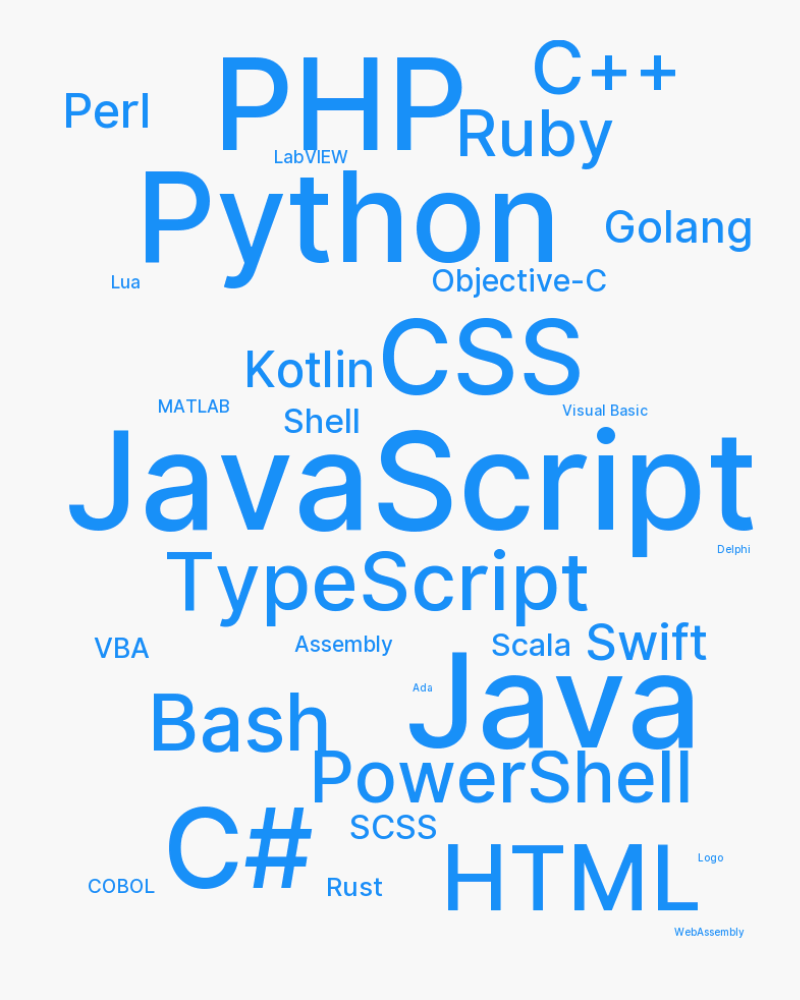 C++
PHP
Perl
Ruby
LabVIEW
Python
Golang
Lua
Objective-C
CSS
Kotlin
MATLAB
Visual Basic
Shell
JavaScript
Delphi
TypeScript
VBA
Assembly
Scala
Swift
Ada
Java
Bash
PowerShell
SCSS
C#
HTML
Logo
COBOL
Rust
WebAssembly